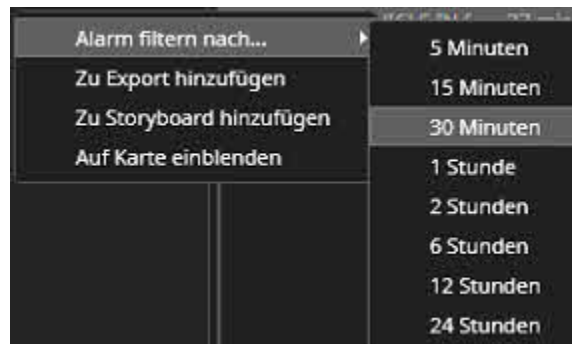 Alarm filtern nach...
Zu Export hinzufügen
Zu Storyboard hinzufügen
Auf Karte einblenden
5 Minuten
15 Minuten
30 Minuten
1 Stunde
2 Stunden
6 Stunden
12 Stunden
24 Stunden